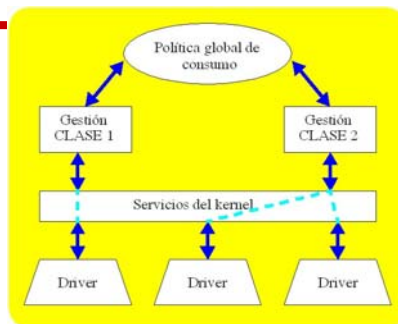 Política global de
consumo
Gestión
CLASE 1
Gestión
CLASE 2
Servicios del kernel
Driver
Driver
Driver